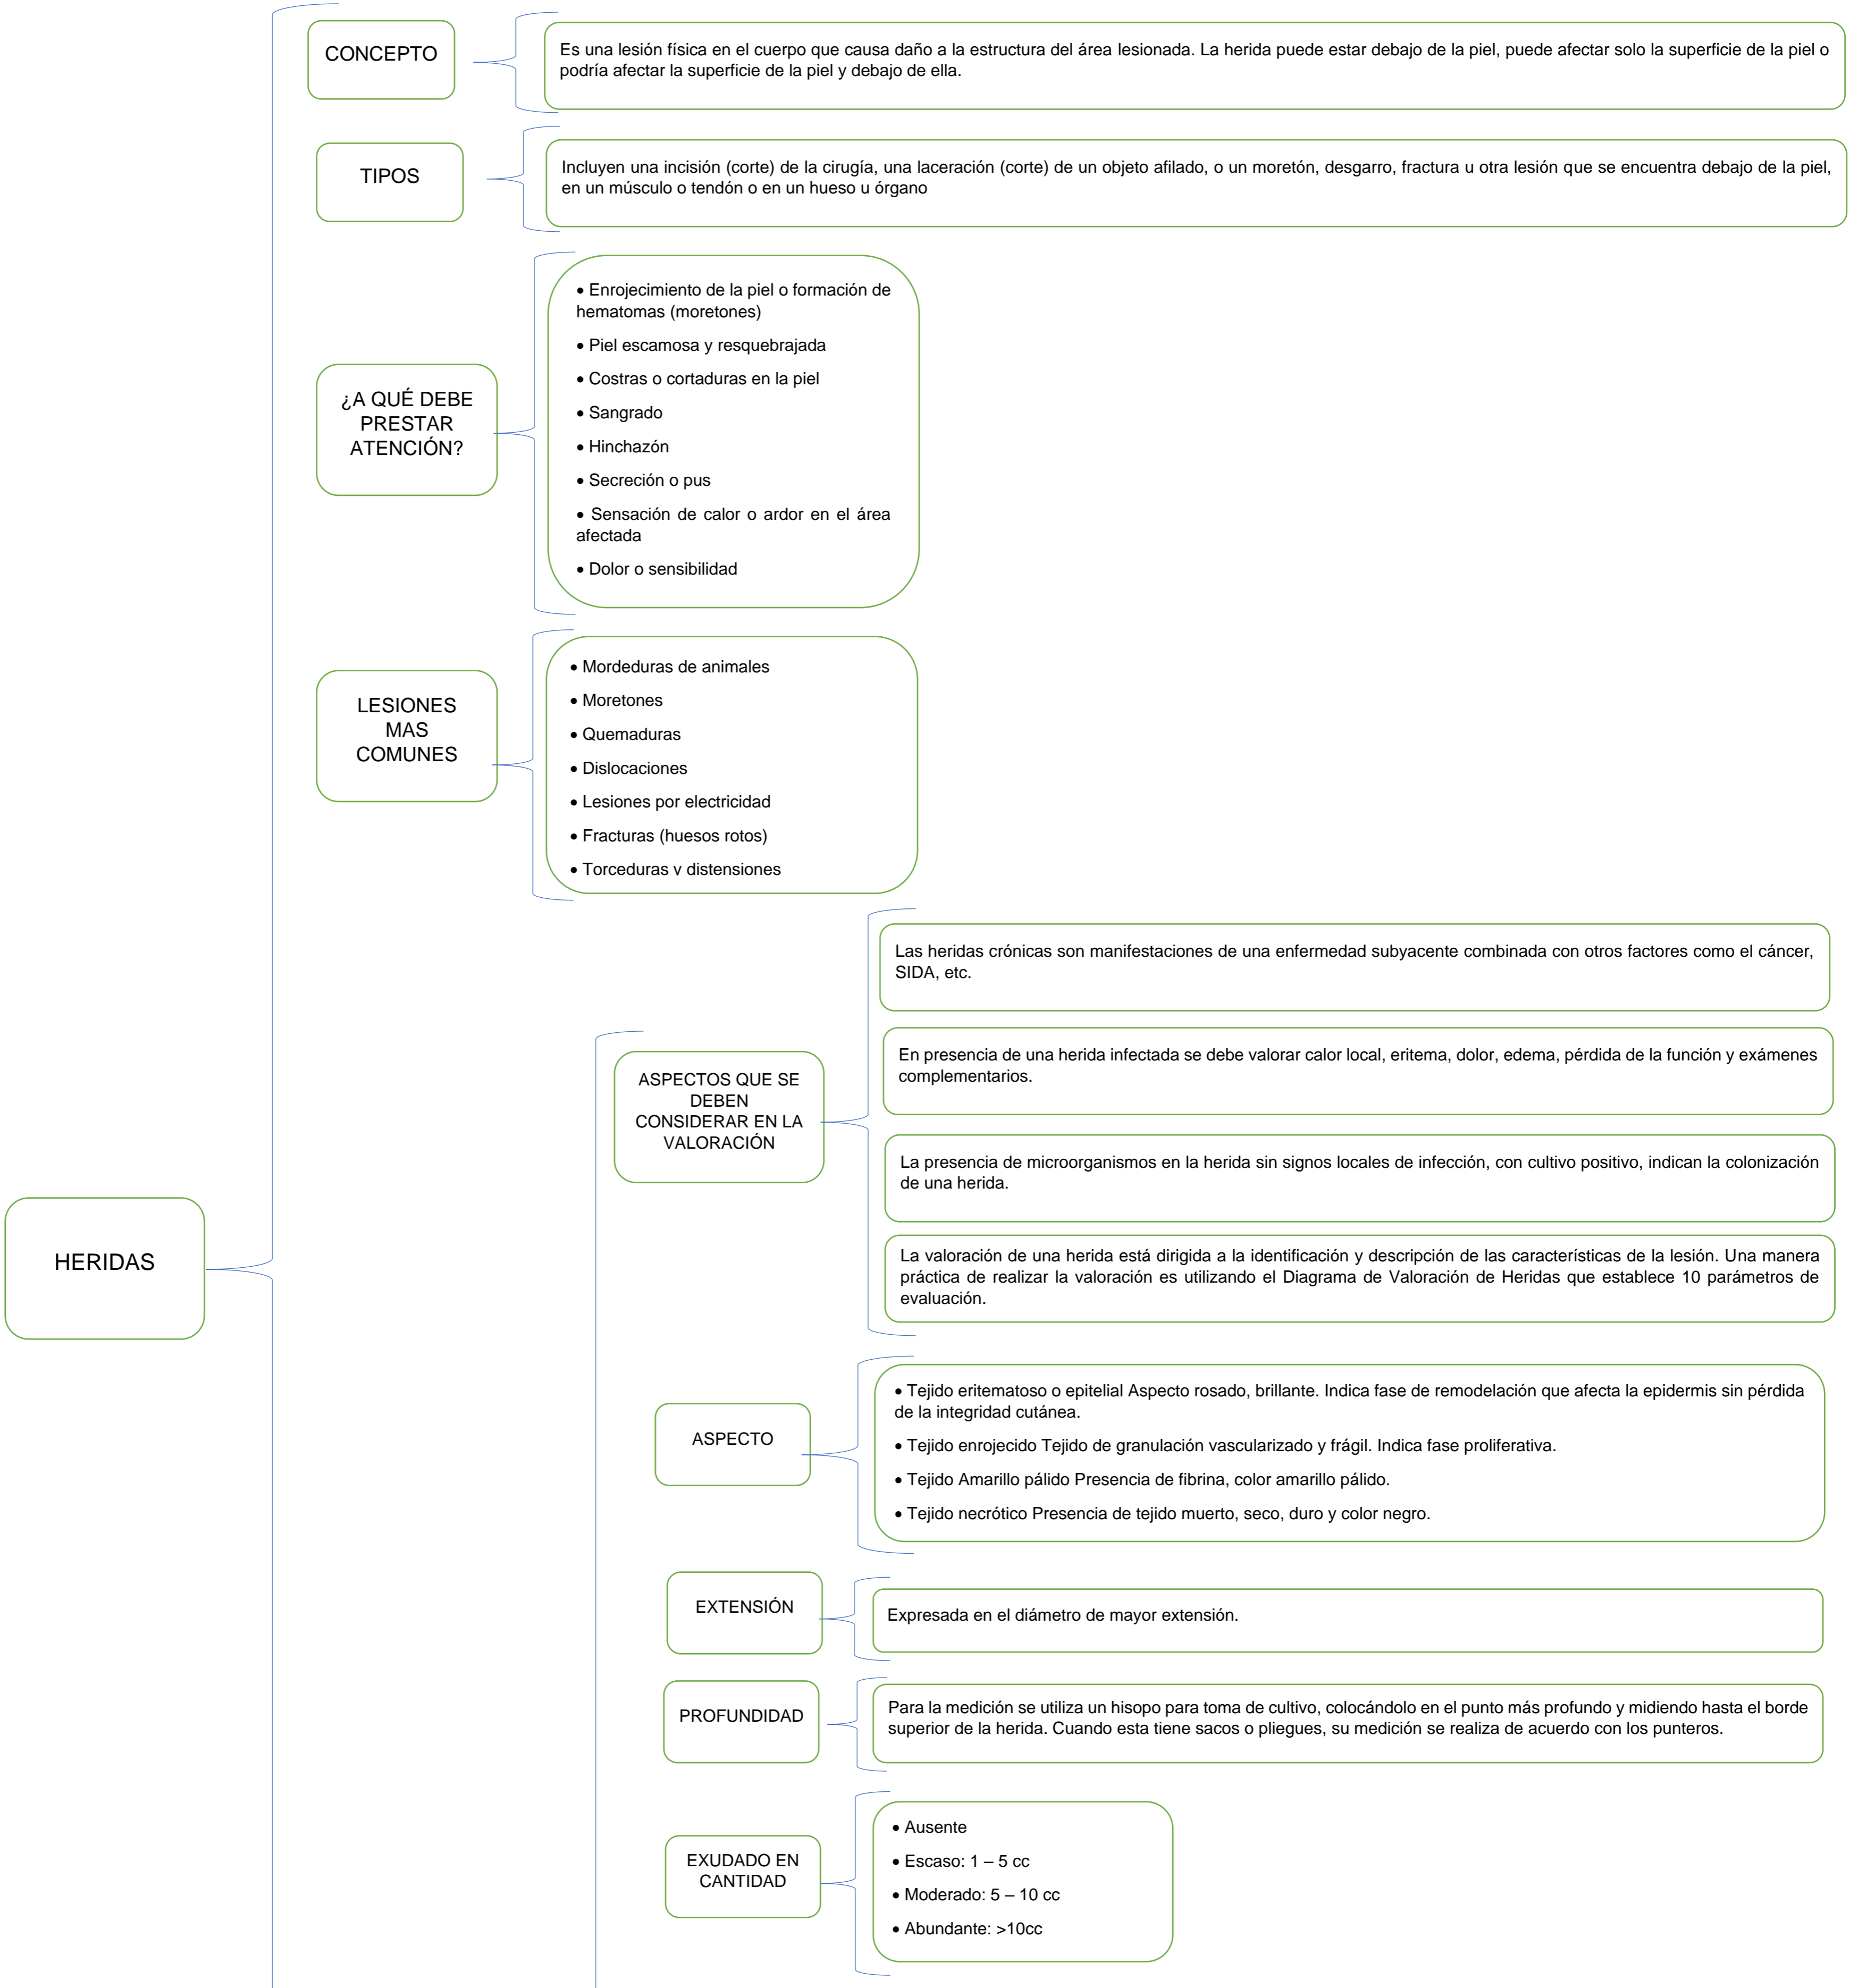 CONCEPTO
Es una lesión física en el cuerpo que causa daño a la estructura del área lesionada. La herida puede estar debajo de la piel, puede afectar solo la superficie de la piel o
podría afectar la superficie de la piel y debajo de ella.
TIPOS
Incluyen una incisión (corte) de la cirugía, una laceración (corte) de un objeto afilado, o un moretón, desgarro, fractura u otra lesión que se encuentra debajo de la piel,
en un músculo o tendón o en un hueso u órgano
¿A QUÉ DEBE
PRESTAR
ATENCIÓN?
• Enrojecimiento de la piel o formación de
hematomas (moretones)
• Piel escamosa y resquebrajada
• Costras o cortaduras en la piel
• Sangrado
• Hinchazón
• Secreción o pus
• Sensación de calor o ardor en el área
afectada
• Dolor o sensibilidad
LESIONES
MAS
COMUNES
• Mordeduras de animales
• Moretones
• Quemaduras
• Dislocaciones
• Lesiones por electricidad
• Fracturas (huesos rotos)
• Torceduras y distensiones
HERIDAS
ASPECTOS QUE SE
DEBEN
CONSIDERAR EN LA
VALORACIÓN
Las heridas crónicas son manifestaciones de una enfermedad subyacente combinada con otros factores como el cáncer,
SIDA, etc.
En presencia de una herida infectada se debe valorar calor local, eritema, dolor, edema, pérdida de la función y exámenes
complementarios.
La presencia de microorganismos en la herida sin signos locales de infección, con cultivo positivo, indican la colonización
de una herida.
La valoración de una herida está dirigida a la identificación y descripción de las características de la lesión. Una manera
práctica de realizar la valoración es utilizando el Diagrama de Valoración de Heridas que establece 10 parámetros de
evaluación.
ASPECTO
• Tejido eritematoso o epitelial Aspecto rosado, brillante. Indica fase de remodelación que afecta la epidermis sin pérdida
de la integridad cutánea.
• Tejido enrojecido Tejido de granulación vascularizado y frágil. Indica fase proliferativa.
• Tejido Amarillo pálido Presencia de fibrina, color amarillo pálido.
• Tejido necrótico Presencia de tejido muerto, seco, duro y color negro.
EXTENSIÓN
Expresada en el diámetro de mayor extensión.
PROFUNDIDAD
Para la medición se utiliza un hisopo para toma de cultivo, colocándolo en el punto más profundo y midiendo hasta el borde
superior de la herida. Cuando esta tiene sacos o pliegues, su medición se realiza de acuerdo con los punteros.
EXUDADO EN
CANTIDAD
• Ausente
• Escaso: 1 – 5 cc
• Moderado: 5 – 10 cc
• Abundante: >10cc